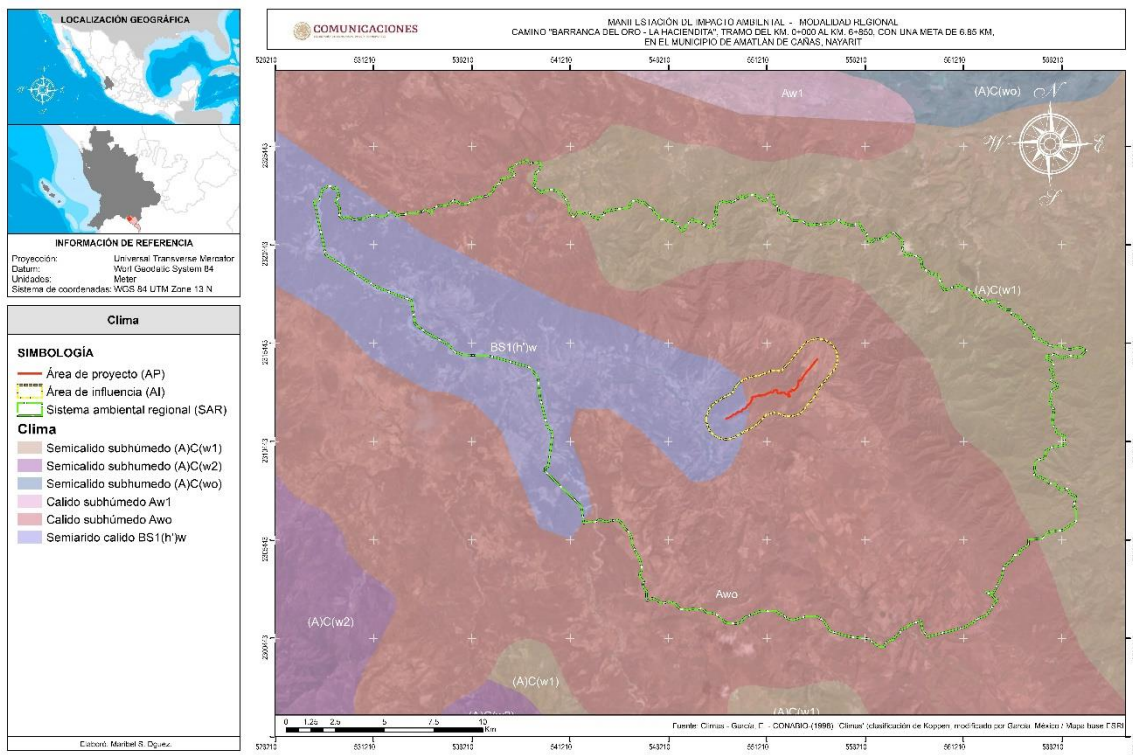 LOCALIZACIÓN GEOGRÁFICA
INFORMACIÓN DE REFERENCIA
Proyección: Universal Transverse Mercator
Datum: Worl Geodatic System 84
Unidades: Meter
Sistema de coordenadas: WGS 84 UTM Zone 13 N
Clima
SIMBOLOGÍA
Área de proyecto (AP)
Área de influencia (AI)
Sistema ambiental regional (SAR)
Clima
Semicalido subhúmedo (A)C(w1)
Semicalido subhumedo (A)C(w2)
Semicalido subhúmedo (A)C(wo)
Calido subhúmedo Aw1
Calido subhúmedo Awo
Semiarido calido BS1(h')w
Elaboró: Maribel S. Dguez.
COMUNICACIONES
MANIFESTACIÓN DE IMPACTO AMBIENTAL - MODALIDAD REGIONAL
CAMINO "BARRANCA DEL ORO - LA HACIENDITA", TRAMO DEL KM. 0+000 AL KM. 6+850, CON UNA META DE 6.85 KM,
EN EL MUNICIPIO DE AMATLÁN DE CAÑAS, NAYARIT
Aw1
(A)C(wo)
N
W E
S
(A)C(w1)
BS1(h')w
Awo
(A)C(w2)
(A)C(w1)
(A)C(w1)
(A)C(w2)
0 1.25 2.5 5 7.5 10
Km
Fuente: Climas - García, E. - CONABIO (1998). 'Climas' (clasificación de Koppen, modificado por García. México / Mapa base ESRI